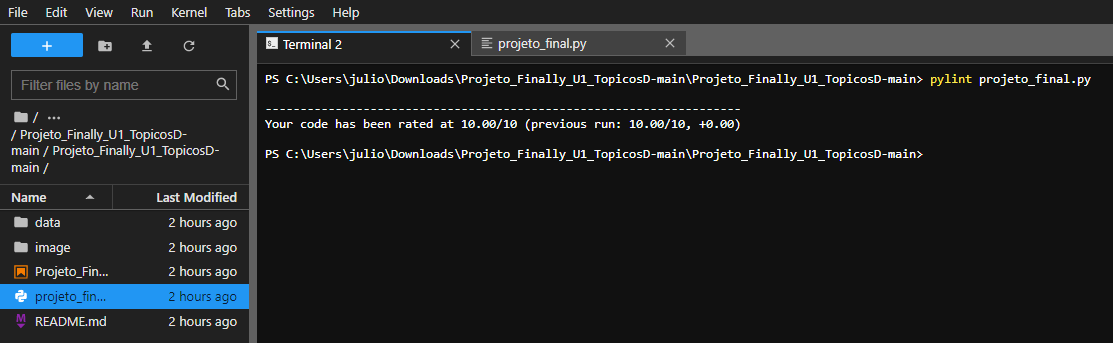 File Edit View Run Kernel Tabs Settings Help
+
Terminal 2
projeto_final.py
Filter files by name
/ ...
/ Projeto_Finally_U1_TopicosD-
main / Projeto_Finally_U1_TopicosD-
main /
Name Last Modified
data 2 hours ago
image 2 hours ago
Projeto_Fin... 2 hours ago
projeto_fin... 2 hours ago
README.md 2 hours ago
PS C:\Users\julio\Downloads\Projeto_Finally_U1_TopicosD-main\Projeto_Finally_U1_TopicosD-main> pylint projeto_final.py
--------------------------------------------------------------------
Your code has been rated at 10.00/10 (previous run: 10.00/10, +0.00)
PS C:\Users\julio\Downloads\Projeto_Finally_U1_TopicosD-main\Projeto_Finally_U1_TopicosD-main>